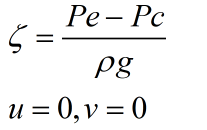 ζ = (Pe − Pc) / ρg
u = 0, v = 0